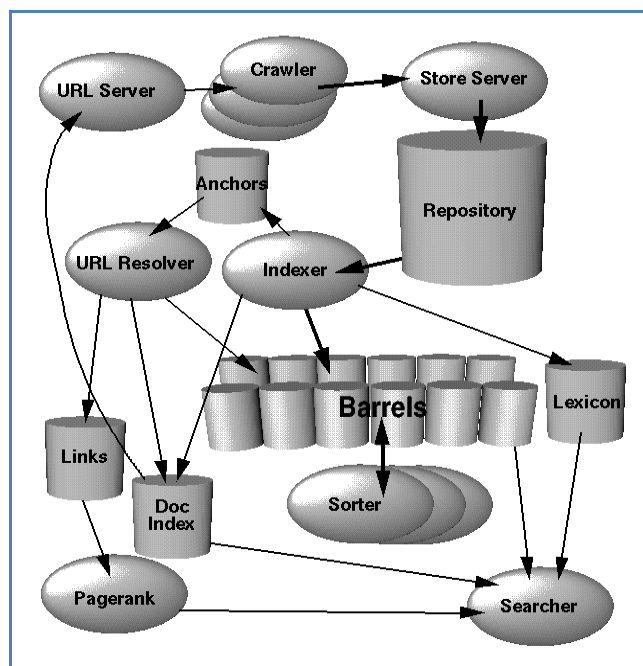 Crawler
URL Server
Store Server
Anchors
Repository
URL Resolver
Indexer
Barrels
Lexicon
Links
Doc
Index
Sorter
Pagerank
Searcher